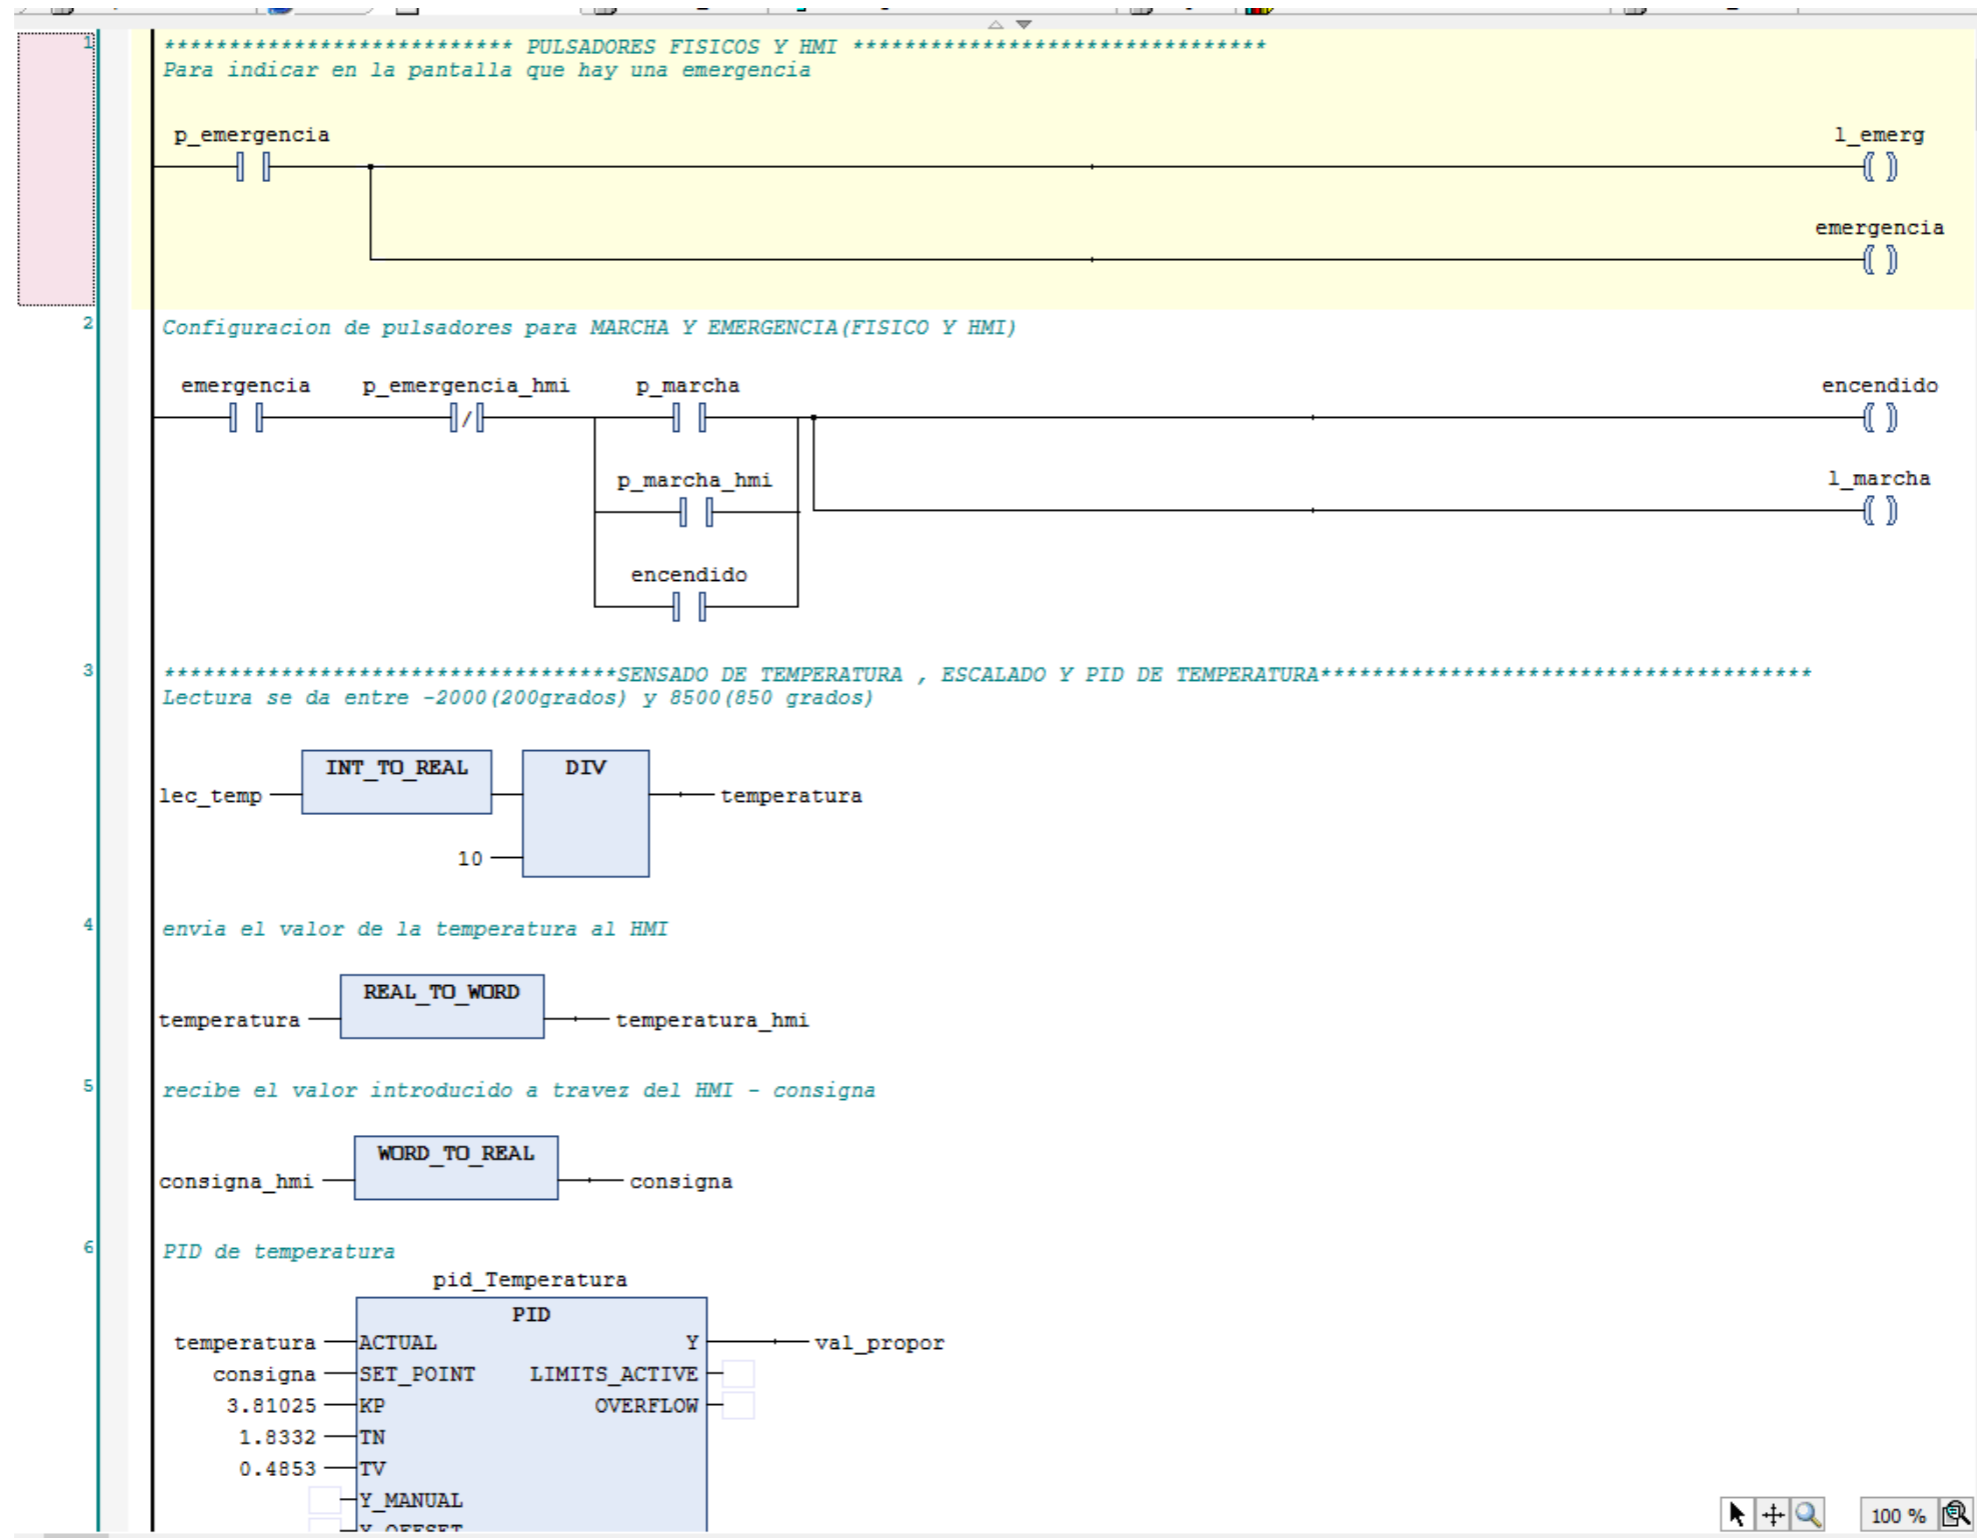 1
*************************** PULSADORES FISICOS Y HMI ********************************
Para indicar en la pantalla que hay una emergencia
p_emergencia
l_emerg
emergencia
2
Configuracion de pulsadores para MARCHA Y EMERGENCIA(FISICO Y HMI)
emergencia p_emergencia_hmi p_marcha encendido
/
p_marcha_hmi l_marcha
encendido
3
***********************************SENSADO DE TEMPERATURA , ESCALADO Y PID DE TEMPERATURA**************************************
Lectura se da entre -2000(200grados) y 8500(850 grados)
INT_TO_REAL DIV
lec_temp temperatura
10
4
envia el valor de la temperatura al HMI
REAL_TO_WORD
temperatura temperatura_hmi
5
recibe el valor introducido a travez del HMI - consigna
WORD_TO_REAL
consigna_hmi consigna
6
PID de temperatura
pid_Temperatura
PID
temperatura ACTUAL Y val_propor
consigna SET_POINT LIMITS_ACTIVE
3.81025 KP OVERFLOW
1.8332 TN
0.4853 TV
Y_MANUAL
Y_OFFSET
100 %